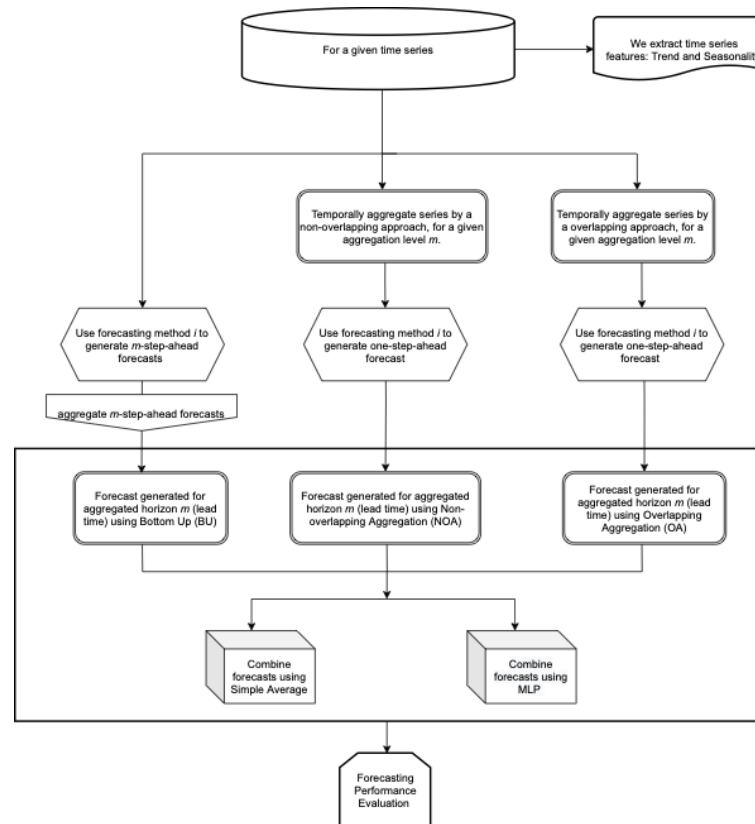 For a given time series
We extract time series
features: Trend and Seasonality
Temporally aggregate series by a
non-overlapping approach, for a given
aggregation level m.
Temporally aggregate series by
a overlapping approach, for a
given aggregation level m.
Use forecasting method i to
generate m-step-ahead
forecasts
Use forecasting method i to
generate one-step-ahead
forecast
Use forecasting method i to
generate one-step-ahead
forecast
aggregate m-step-ahead forecasts
Forecast generated for
aggregated horizon m (lead
time) using Bottom Up (BU)
Forecast generated for aggregated
horizon m (lead time) using Non-
overlapping Aggregation (NOA)
Forecast generated for
aggregated horizon m (lead
time) using Overlapping
Aggregation (OA)
Combine
forecasts using
Simple Average
Combine
forecasts using
MLP
Forecasting
Performance
Evaluation